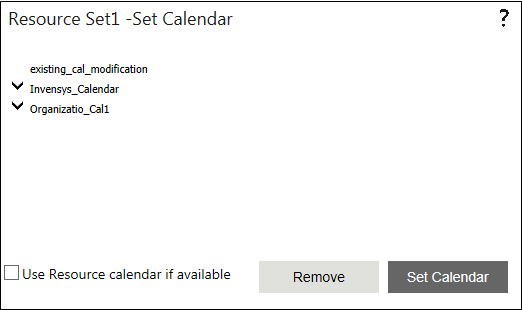 Resource Set1 -Set Calendar ?
existing_cal_modification
Invensys_Calendar
Organizatio_Cal1
Use Resource calendar if available Remove Set Calendar